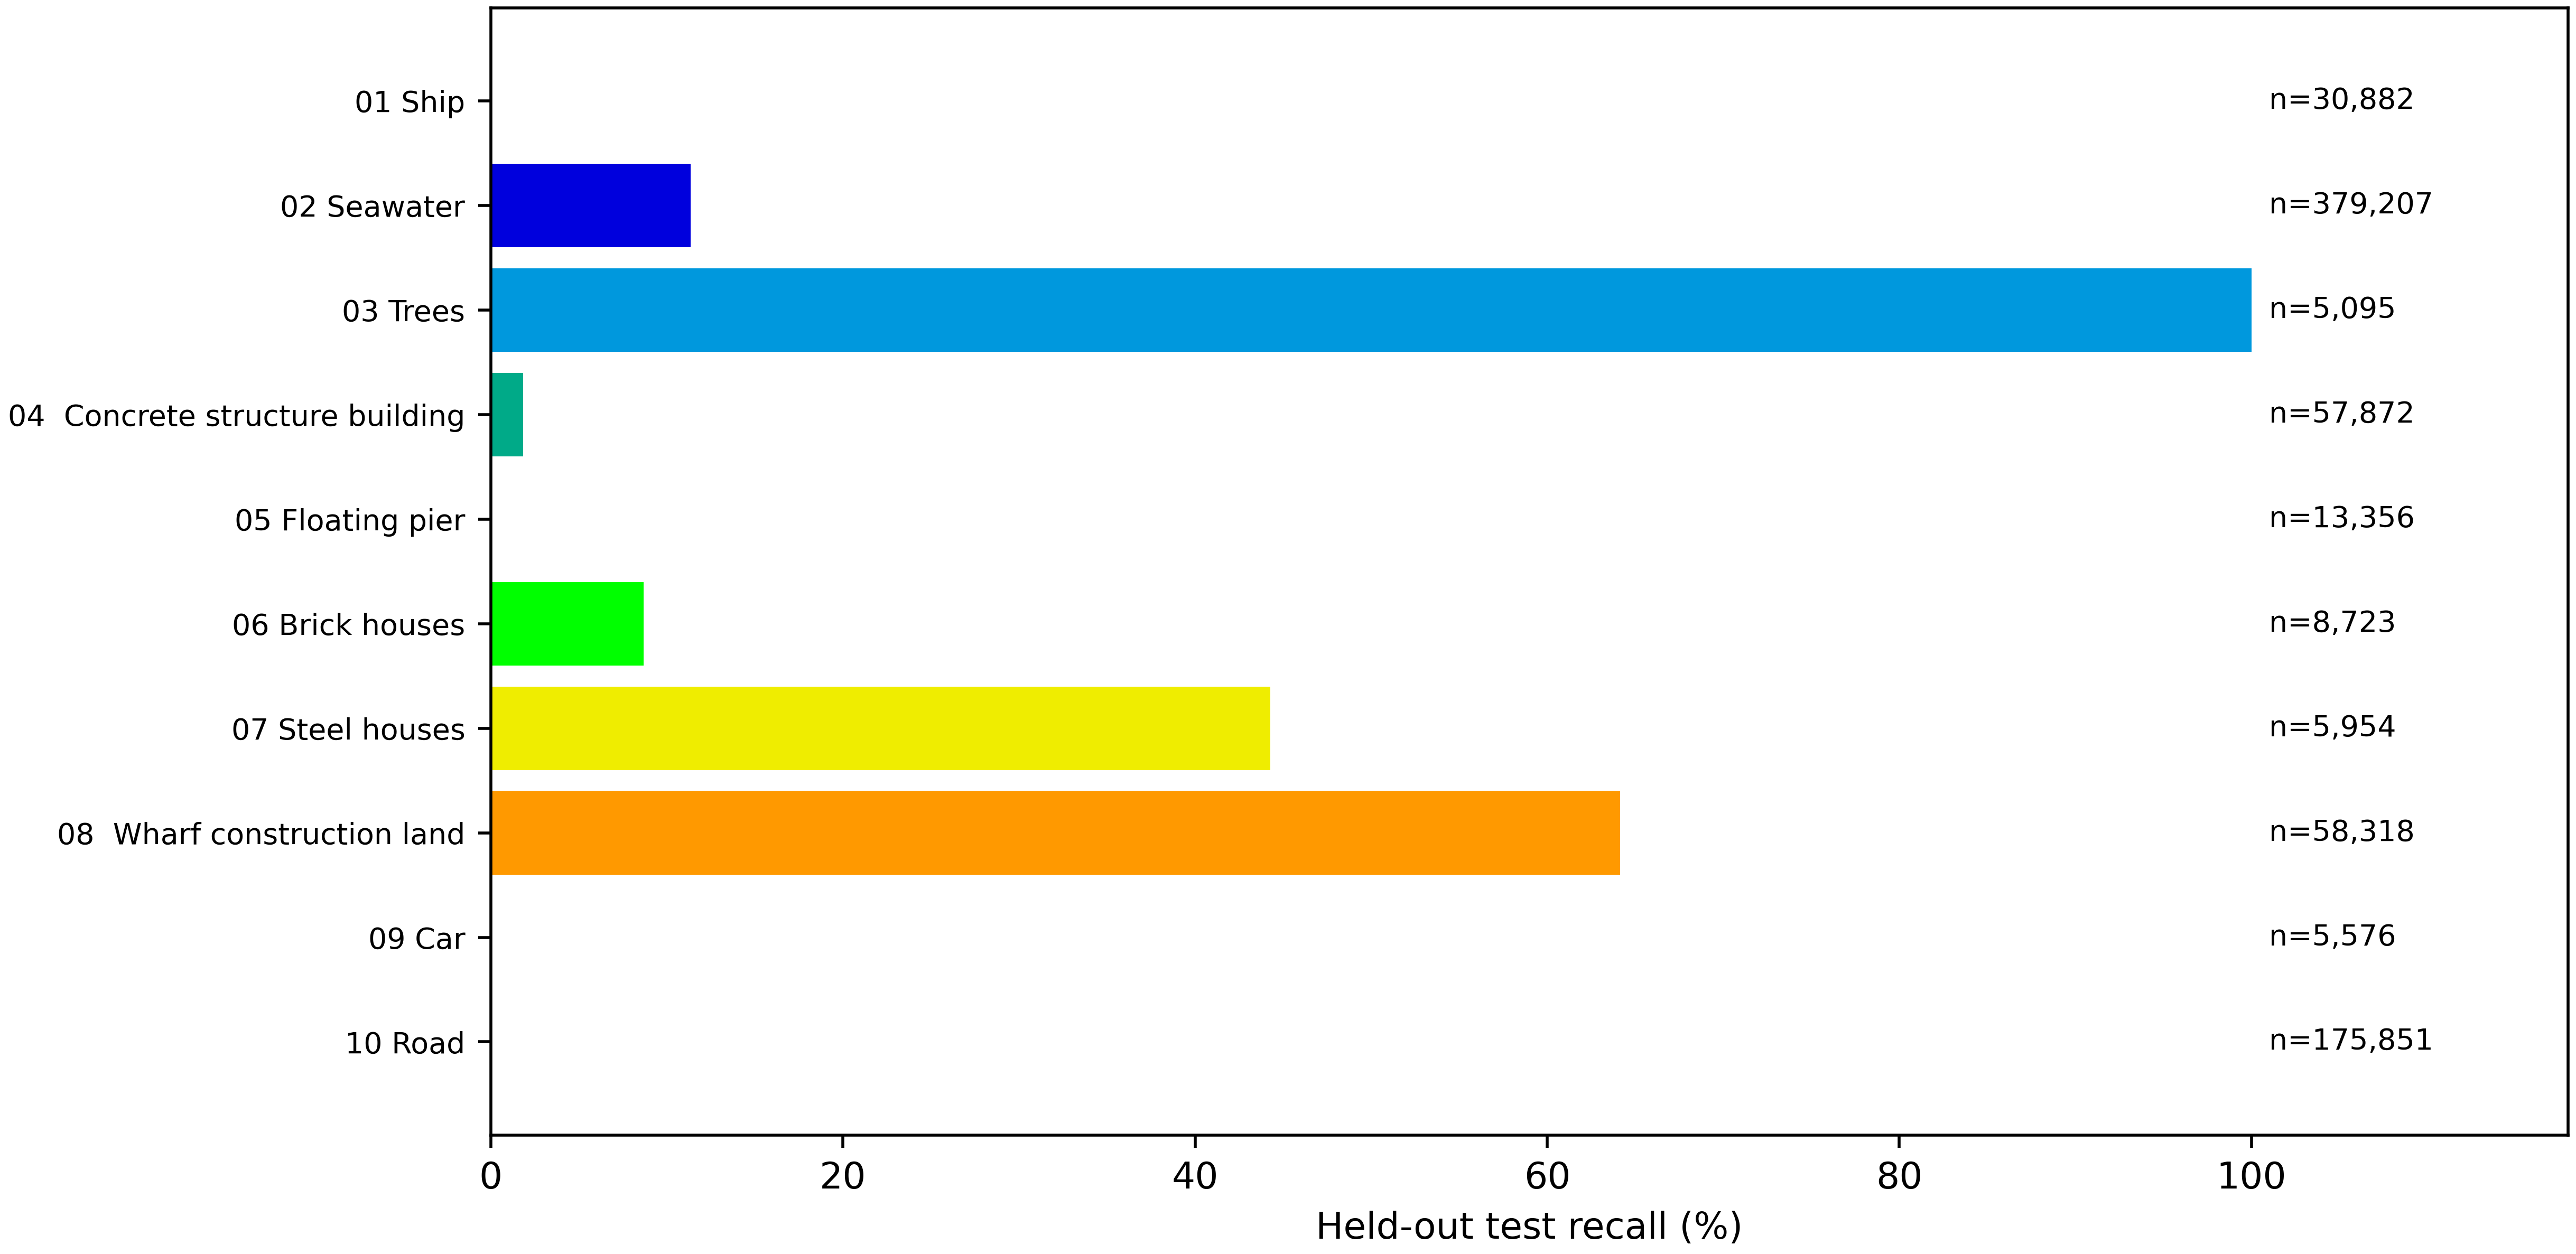 01 Ship n=30,882
02 Seawater n=379,207
03 Trees n=5,095
04  Concrete structure building n=57,872
05 Floating pier n=13,356
06 Brick houses n=8,723
07 Steel houses n=5,954
08  Wharf construction land n=58,318
09 Car n=5,576
10 Road n=175,851
0 20 40 60 80 100
Held-out test recall (%)